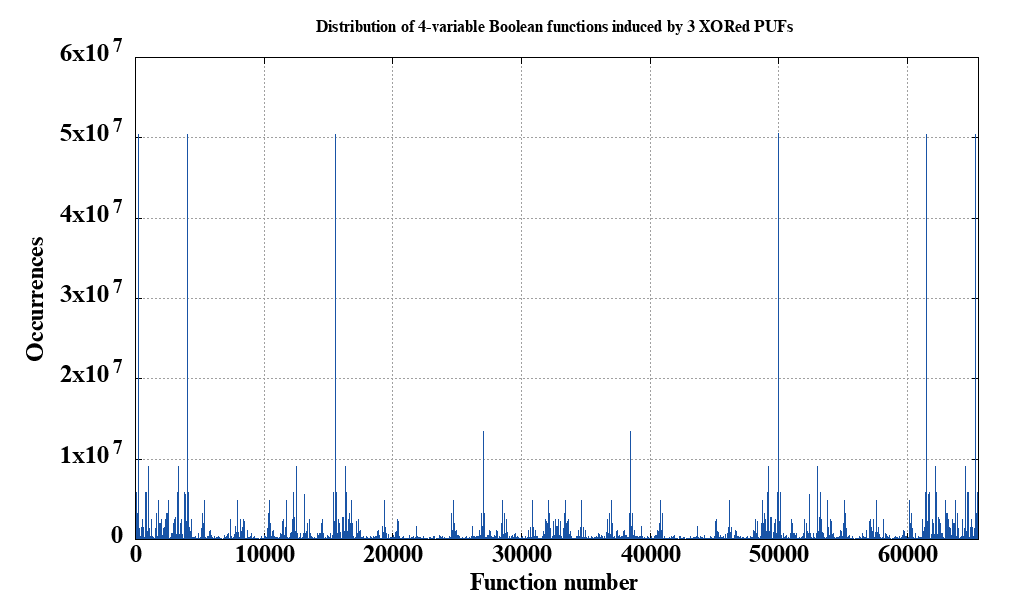 Distribution of 4-variable Boolean functions induced by 3 XORed PUFs
6x10^7
5x10^7
4x10^7
3x10^7
2x10^7
1x10^7
0
Occurrences
0 10000 20000 30000 40000 50000 60000
Function number